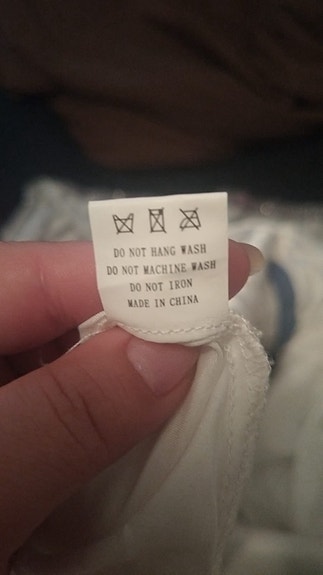 DO NOT HANG WASH
DO NOT MACHINE WASH
DO NOT IRON
MADE IN CHINA